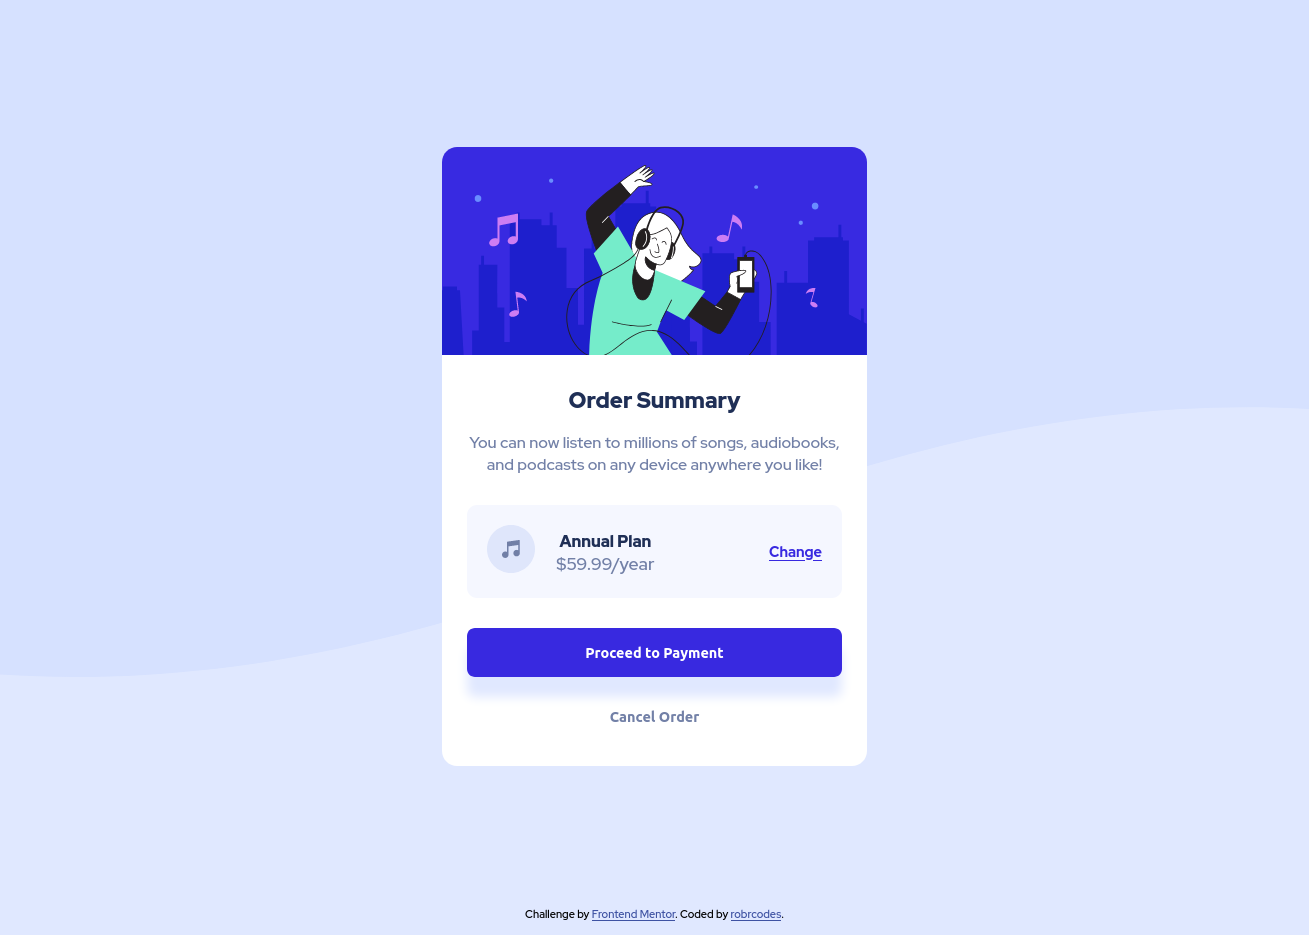 Order Summary
You can now listen to millions of songs, audiobooks,
and podcasts on any device anywhere you like!
Annual Plan
$59.99/year
Change
Proceed to Payment
Cancel Order
Challenge by Frontend Mentor. Coded by robrcodes.